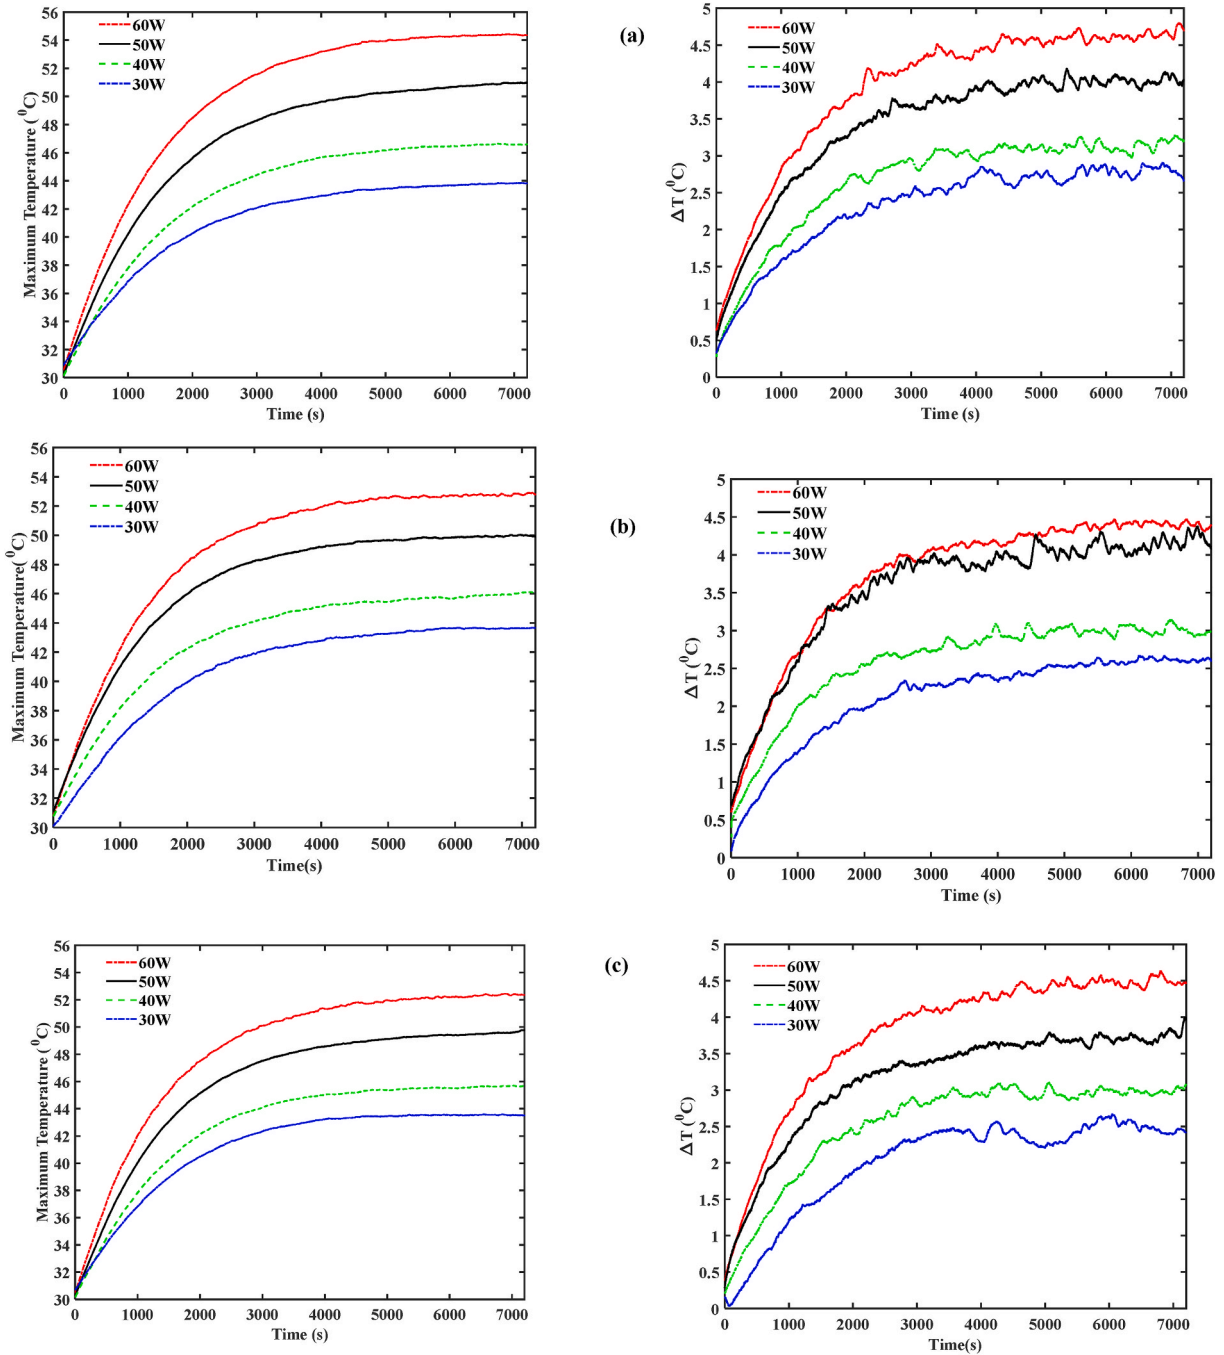 60W
50W
40W
30W
56
54
52
50
48
46
44
42
40
38
36
34
32
30
0 1000 2000 3000 4000 5000 6000 7000
Time (s)
Maximum Temperature ( ⁰C)
(a)
60W
50W
40W
30W
5
4.5
4
3.5
3
2.5
2
1.5
1
0.5
0
0 1000 2000 3000 4000 5000 6000 7000
Time (s)
ΔT (⁰C)
60W
50W
40W
30W
56
54
52
50
48
46
44
42
40
38
36
34
32
30
0 1000 2000 3000 4000 5000 6000 7000
Time(s)
Maximum Temperature( ⁰C)
(b)
60W
50W
40W
30W
5
4.5
4
3.5
3
2.5
2
1.5
1
0.5
0
0 1000 2000 3000 4000 5000 6000 7000
Time (s)
ΔT (⁰C)
60W
50W
40W
30W
56
54
52
50
48
46
44
42
40
38
36
34
32
30
0 1000 2000 3000 4000 5000 6000 7000
Time (s)
Maximum Temperature ( ⁰C)
(c)
60W
50W
40W
30W
5
4.5
4
3.5
3
2.5
2
1.5
1
0.5
0
0 1000 2000 3000 4000 5000 6000 7000
Time(s)
ΔT (⁰C)